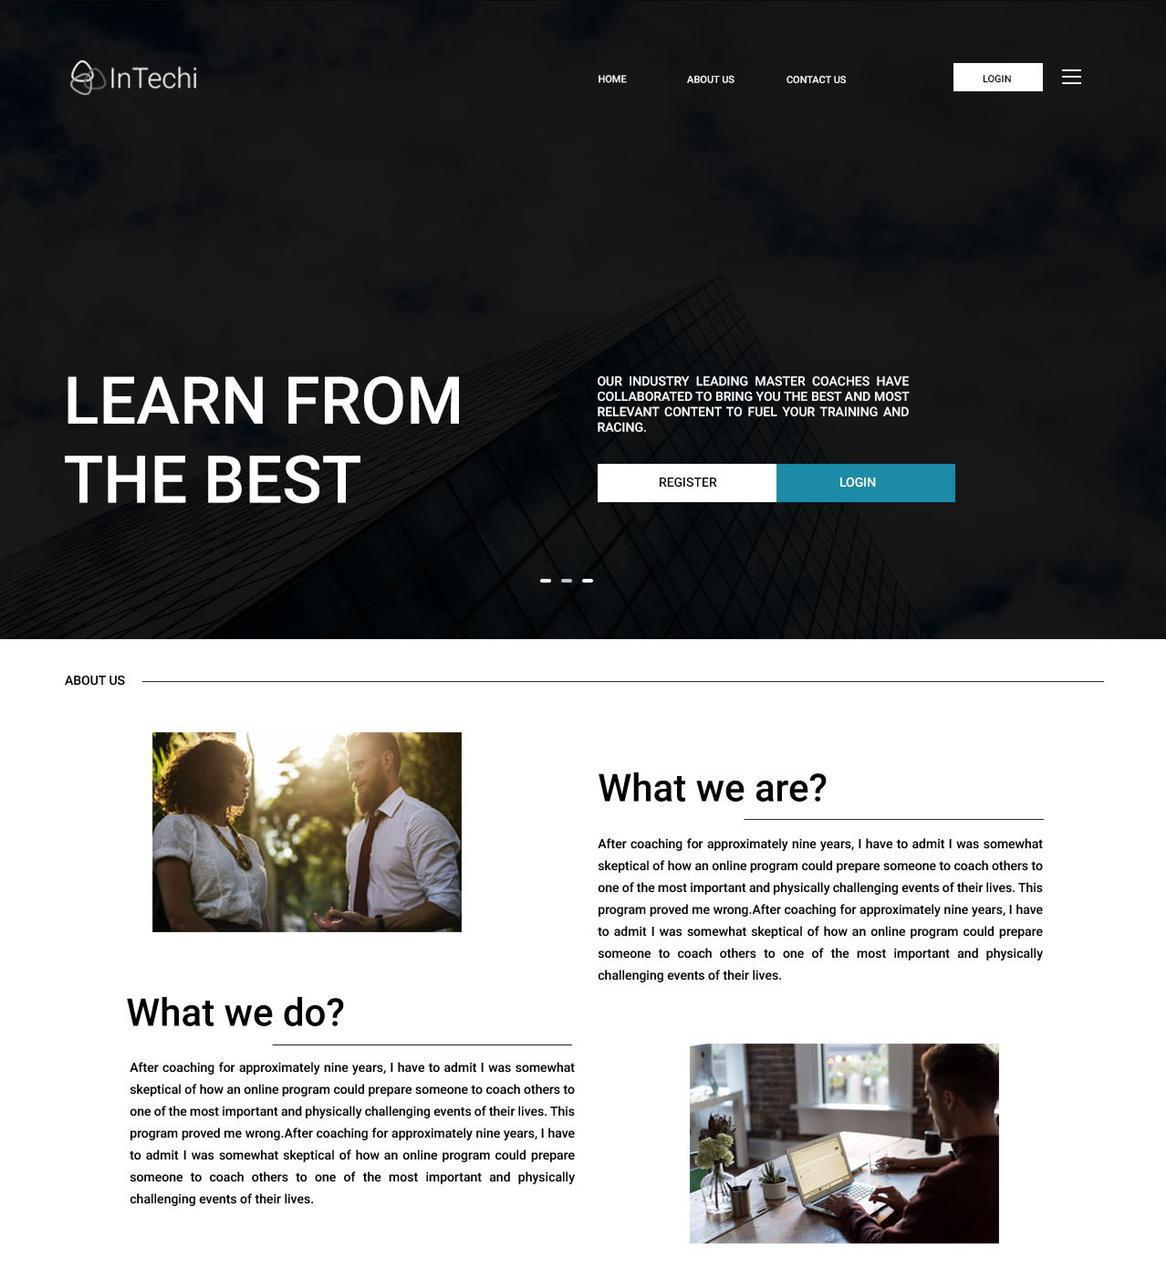 InTechi
HOME
ABOUT US
CONTACT US
LOGIN
LEARN FROM
THE BEST
OUR INDUSTRY LEADING MASTER COACHES HAVE
COLLABORATED TO BRING YOU THE BEST AND MOST
RELEVANT CONTENT TO FUEL YOUR TRAINING AND
RACING.
REGISTER
LOGIN
ABOUT US
What we are?
After coaching for approximately nine years, I have to admit I was somewhat
skeptical of how an online program could prepare someone to coach others to
one of the most important and physically challenging events of their lives. This
program proved me wrong.After coaching for approximately nine years, I have
to admit I was somewhat skeptical of how an online program could prepare
someone to coach others to one of the most important and physically
challenging events of their lives.
What we do?
After coaching for approximately nine years, I have to admit I was somewhat
skeptical of how an online program could prepare someone to coach others to
one of the most important and physically challenging events of their lives. This
program proved me wrong.After coaching for approximately nine years, I have
to admit I was somewhat skeptical of how an online program could prepare
someone to coach others to one of the most important and physically
challenging events of their lives.